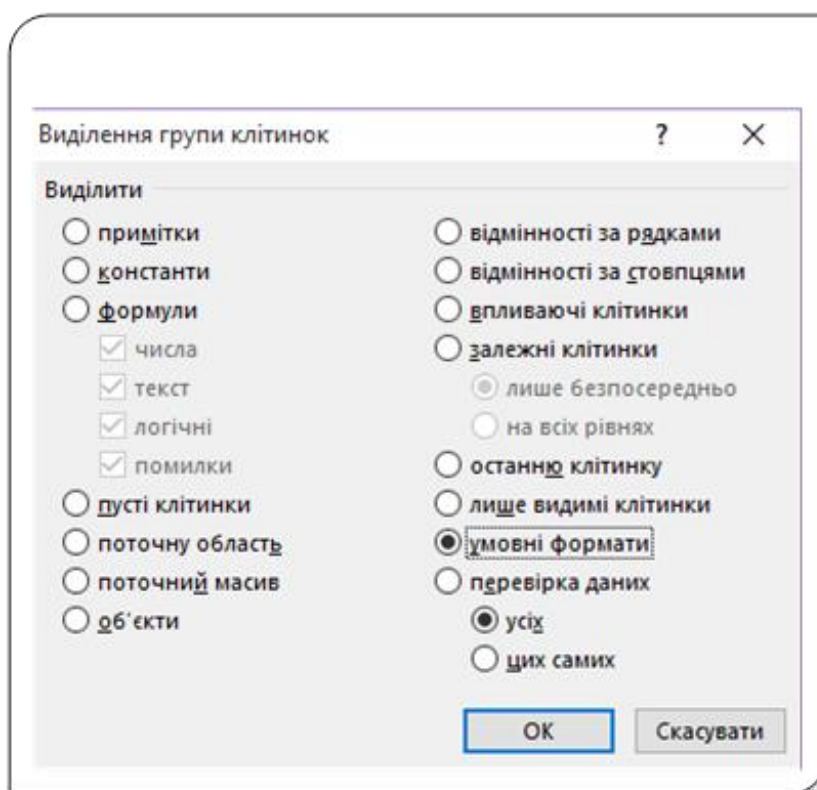 Виділення групи клітинок ?
Виділити
примітки
константи
формули
числа
текст
логічні
помилки
пусті клітинки
поточну область
поточний масив
об'єкти
відмінності за рядками
відмінності за стовпцями
впливаючі клітинки
залежні клітинки
лише безпосередньо
на всіх рівнях
останню клітинку
лише видимі клітинки
умовні формати
перевірка даних
усіх
цих самих
ОК
Скасувати